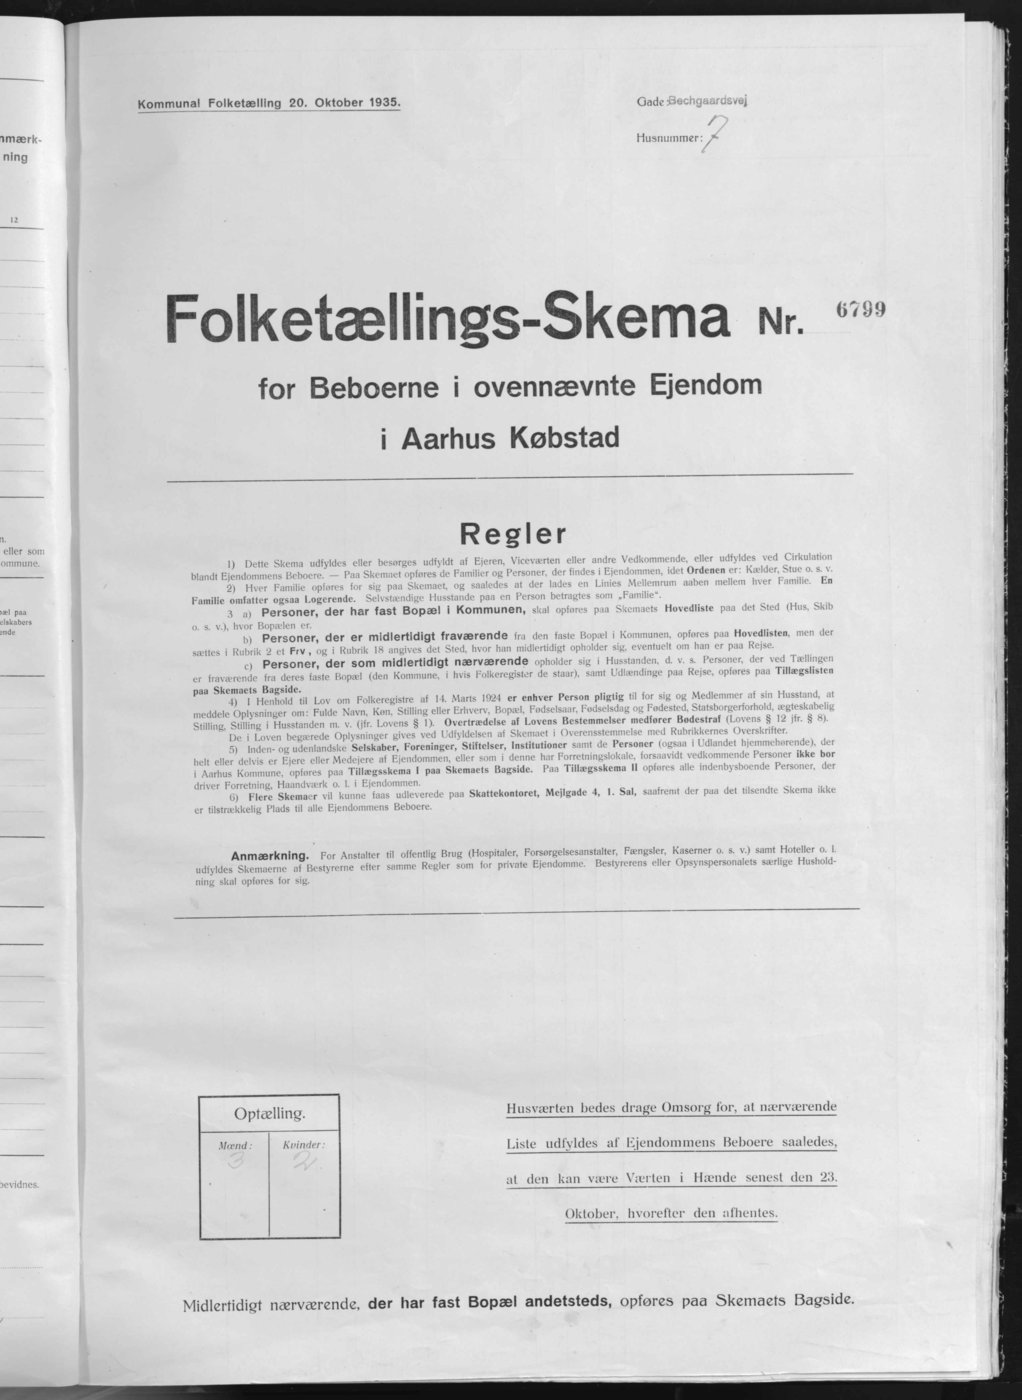 nmærk-
ning
12
n.
eller som
ommune.
pæl paa
elskabers
ende
bevidnes.
Kommunal Folketælling 20. Oktober 1935.
Gade: Bechgaardsvej
Husnummer: 7
Folketællings-Skema Nr. 6799
for Beboerne i ovennævnte Ejendom
i Aarhus Købstad
Regler
1) Dette Skema udfyldes eller besørges udfyldt af Ejeren, Viceværten eller andre Vedkommende, eller udfyldes ved Cirkulation
blandt Ejendommens Beboere. — Paa Skemaet opføres de Familier og Personer, der findes i Ejendommen, idet Ordenen er: Kælder, Stue o. s. v.
2) Hver Familie opføres for sig paa Skemaet, og saaledes at der lades en Linies Mellemrum aaben mellem hver Familie. En
Familie omfatter ogsaa Logerende. Selvstændige Husstande paa en Person betragtes som „Familie“.
3 a) Personer, der har fast Bopæl i Kommunen, skal opføres paa Skemaets Hovedliste paa det Sted (Hus, Skib
o. s. v.), hvor Bopælen er.
b) Personer, der er midlertidigt fraværende fra den faste Bopæl i Kommunen, opføres paa Hovedlisten, men der
sættes i Rubrik 2 et Frv , og i Rubrik 18 angives det Sted, hvor han midlertidigt opholder sig, eventuelt om han er paa Rejse.
c) Personer, der som midlertidigt nærværende opholder sig i Husstanden, d. v. s. Personer, der ved Tællingen
er fraværende fra deres faste Bopæl (den Kommune, i hvis Folkeregister de staar), samt Udlændinge paa Rejse, opføres paa Tillægslisten
paa Skemaets Bagside.
4) I Henhold til Lov om Folkeregistre af 14. Marts 1924 er enhver Person pligtig til for sig og Medlemmer af sin Husstand, at
meddele Oplysninger om: Fulde Navn, Køn, Stilling eller Erhverv, Bopæl, Fødselsaar, Fødselsdag og Fødested, Statsborgerforhold, ægteskabelig
Stilling, Stilling i Husstanden m. v. (jfr. Lovens § 1). Overtrædelse af Lovens Bestemmelser medfører Bødestraf (Lovens § 12 jfr. § 8).
De i Loven begærede Oplysninger gives ved Udfyldelsen af Skemaet i Overensstemmelse med Rubrikkernes Overskrifter.
5) Inden- og udenlandske Selskaber, Foreninger, Stiftelser, Institutioner samt de Personer (ogsaa i Udlandet hjemmehørende), der
helt eller delvis er Ejere eller Medejere af Ejendommen, eller som i denne har Forretningslokale, forsaavidt vedkommende Personer ikke bor
i Aarhus Kommune, opføres paa Tillægsskema I paa Skemaets Bagside. Paa Tillægsskema II opføres alle indenbysboende Personer, der
driver Forretning, Haandværk o. l. i Ejendommen.
6) Flere Skemaer vil kunne faas udleverede paa Skattekontoret, Mejlgade 4, 1. Sal, saafremt der paa det tilsendte Skema ikke
er tilstrækkelig Plads til alle Ejendommens Beboere.
Anmærkning. For Anstalter til offentlig Brug (Hospitaler, Forsørgelsesanstalter, Fængsler, Kaserner o. s. v.) samt Hoteller o. l.
udfyldes Skemaerne af Bestyrerne efter samme Regler som for private Ejendomme. Bestyrerens eller Opsynspersonalets særlige Hushold-
ning skal opføres for sig.
Optælling.
Mænd: Kvinder:
3 2
Husværten bedes drage Omsorg for, at nærværende
Liste udfyldes af Ejendommens Beboere saaledes,
at den kan være Værten i Hænde senest den 23.
Oktober, hvorefter den afhentes.
Midlertidigt nærværende, der har fast Bopæl andetsteds, opføres paa Skemaets Bagside.